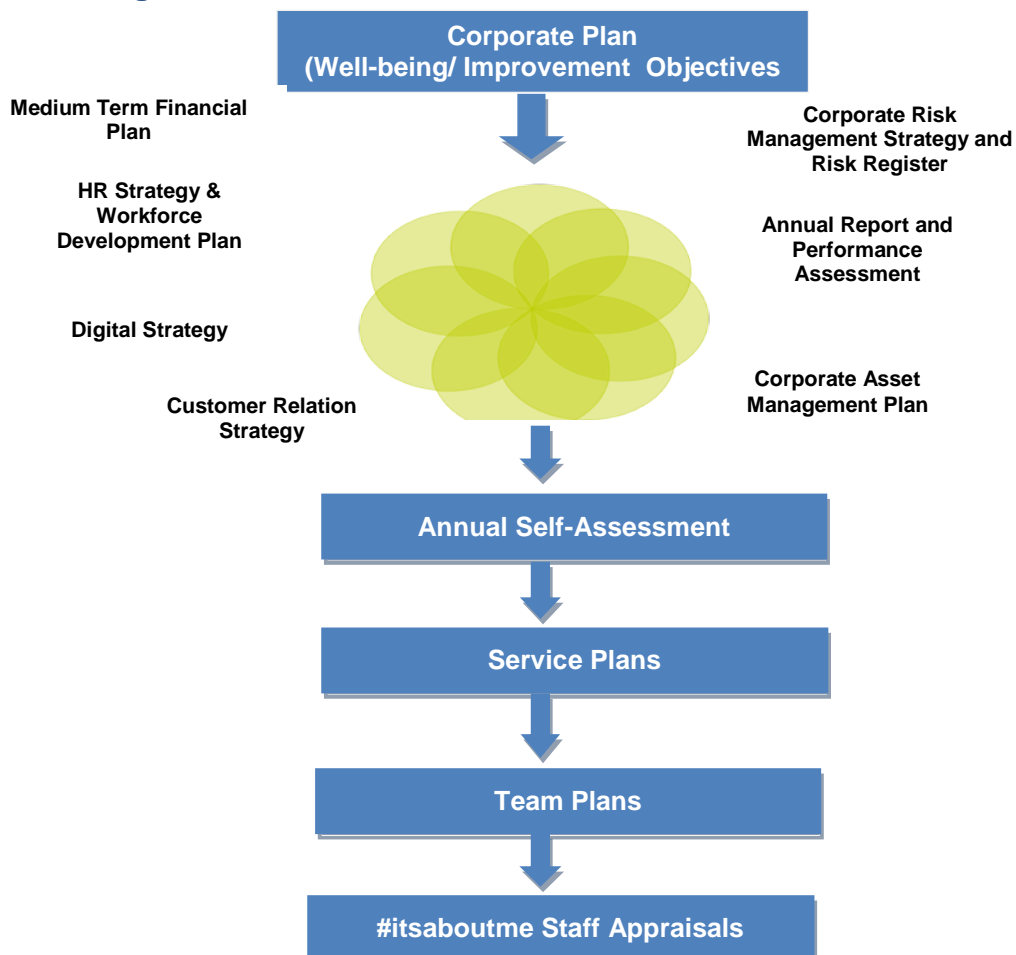 Corporate Plan
(Well-being/ Improvement Objectives
Medium Term Financial
Plan
Corporate Risk
Management Strategy and
Risk Register
HR Strategy &
Workforce
Development Plan
Annual Report and
Performance
Assessment
Digital Strategy
Corporate Asset
Management Plan
Customer Relation
Strategy
Annual Self-Assessment
Service Plans
Team Plans
#itsaboutme Staff Appraisals